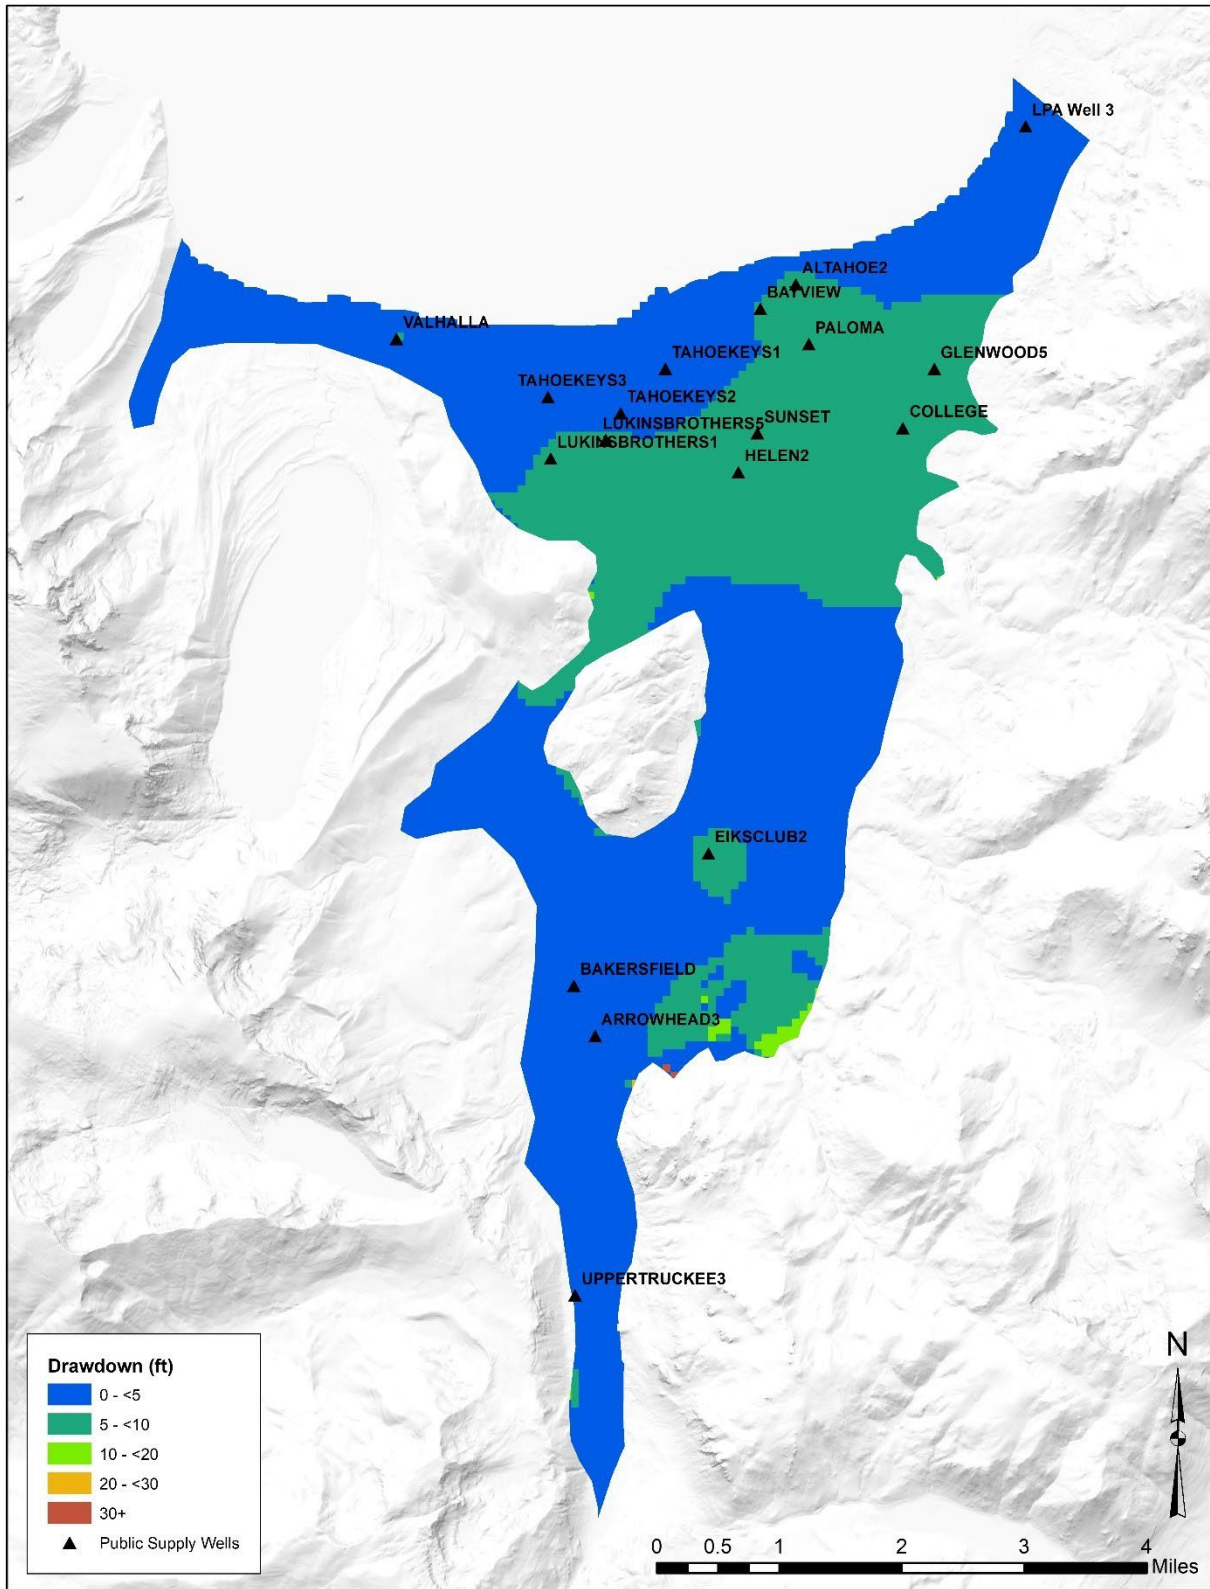 LPA Well 3
ALTAHOE2
BAYVIEW
VALHALLA
PALOMA
TAHOEKEYS1
GLENWOOD5
TAHOEKEYS3
TAHOEKEYS2
LUKINSBROTHERS5
SUNSET
COLLEGE
LUKINSBROTHERS1
HELEN2
EIKSCLUB2
BAKERSFIELD
ARROWHEAD3
UPPERTRUCKEE3
Drawdown (ft)
0 - <5
5 - <10
10 - <20
20 - <30
30+
Public Supply Wells
N
0 0.5 1 2 3 4
Miles